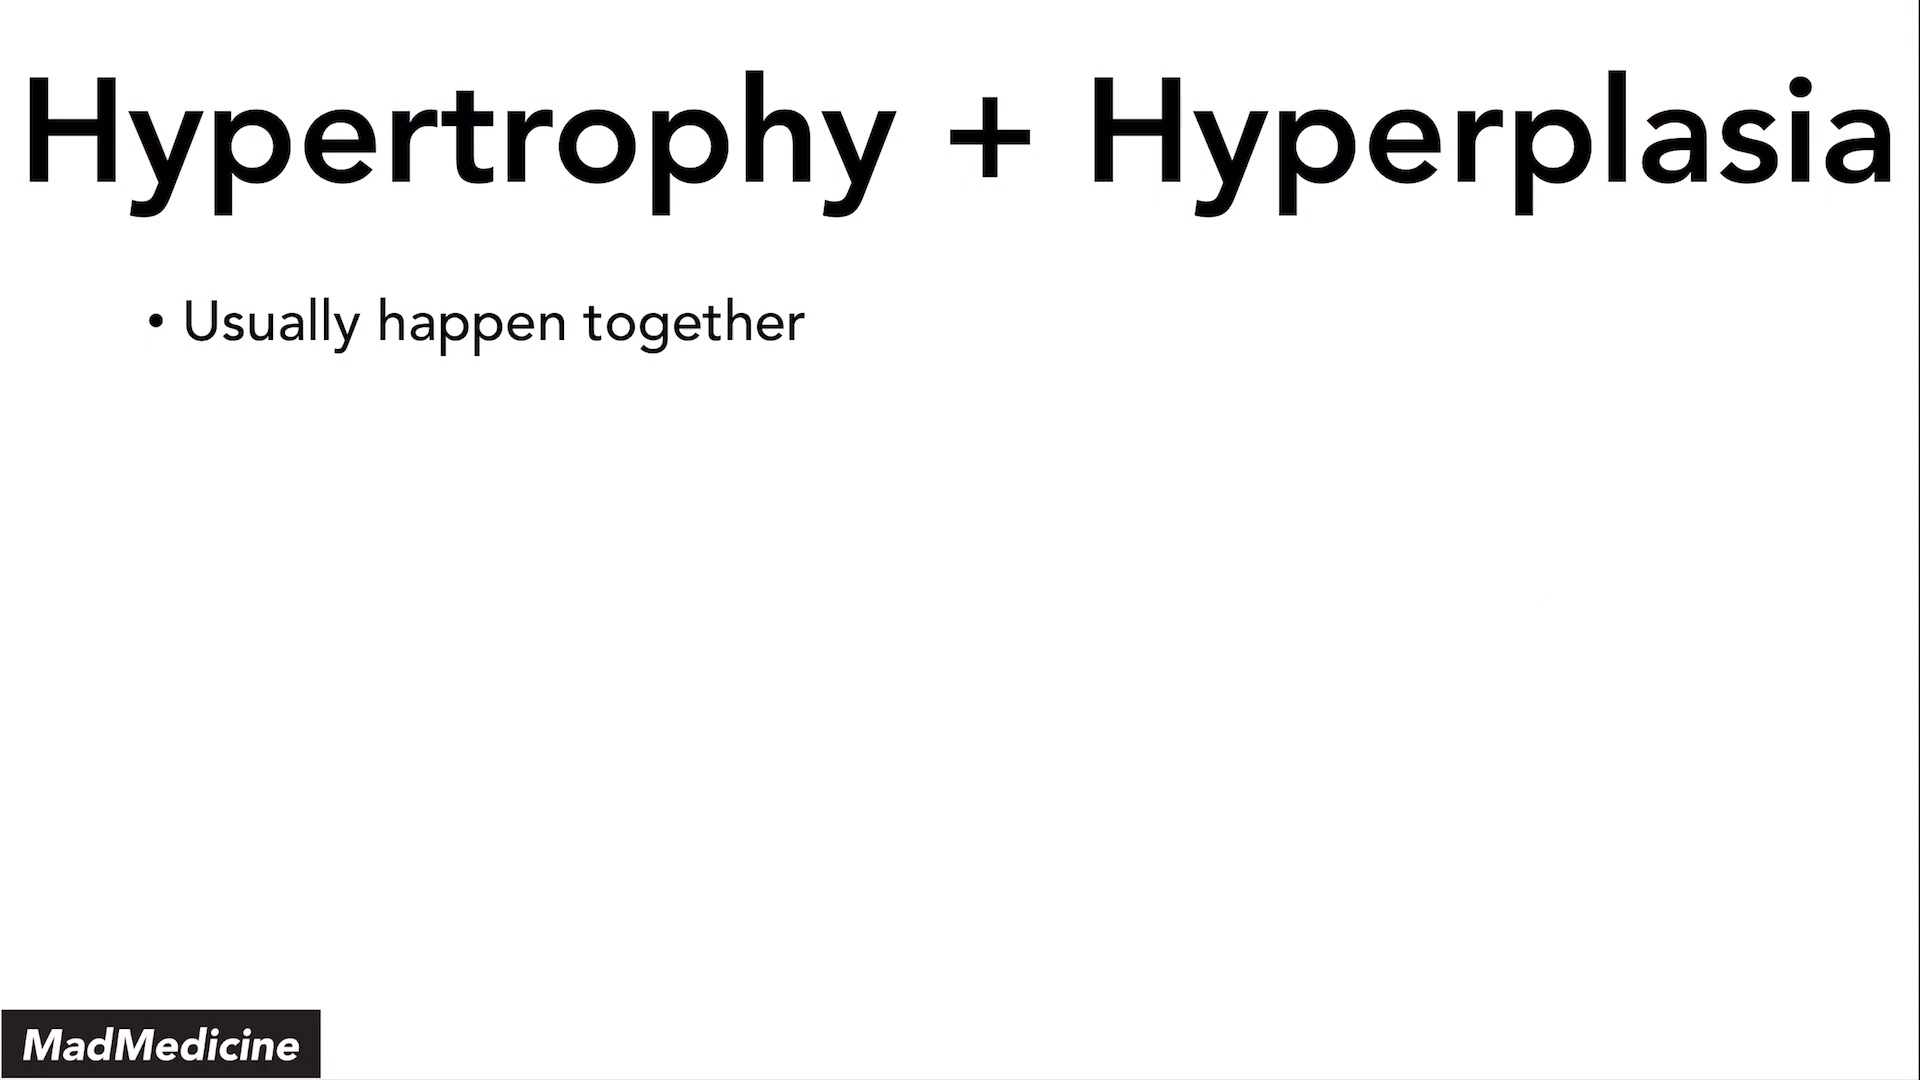 Hypertrophy + Hyperplasia
• Usually happen together
MadMedicine